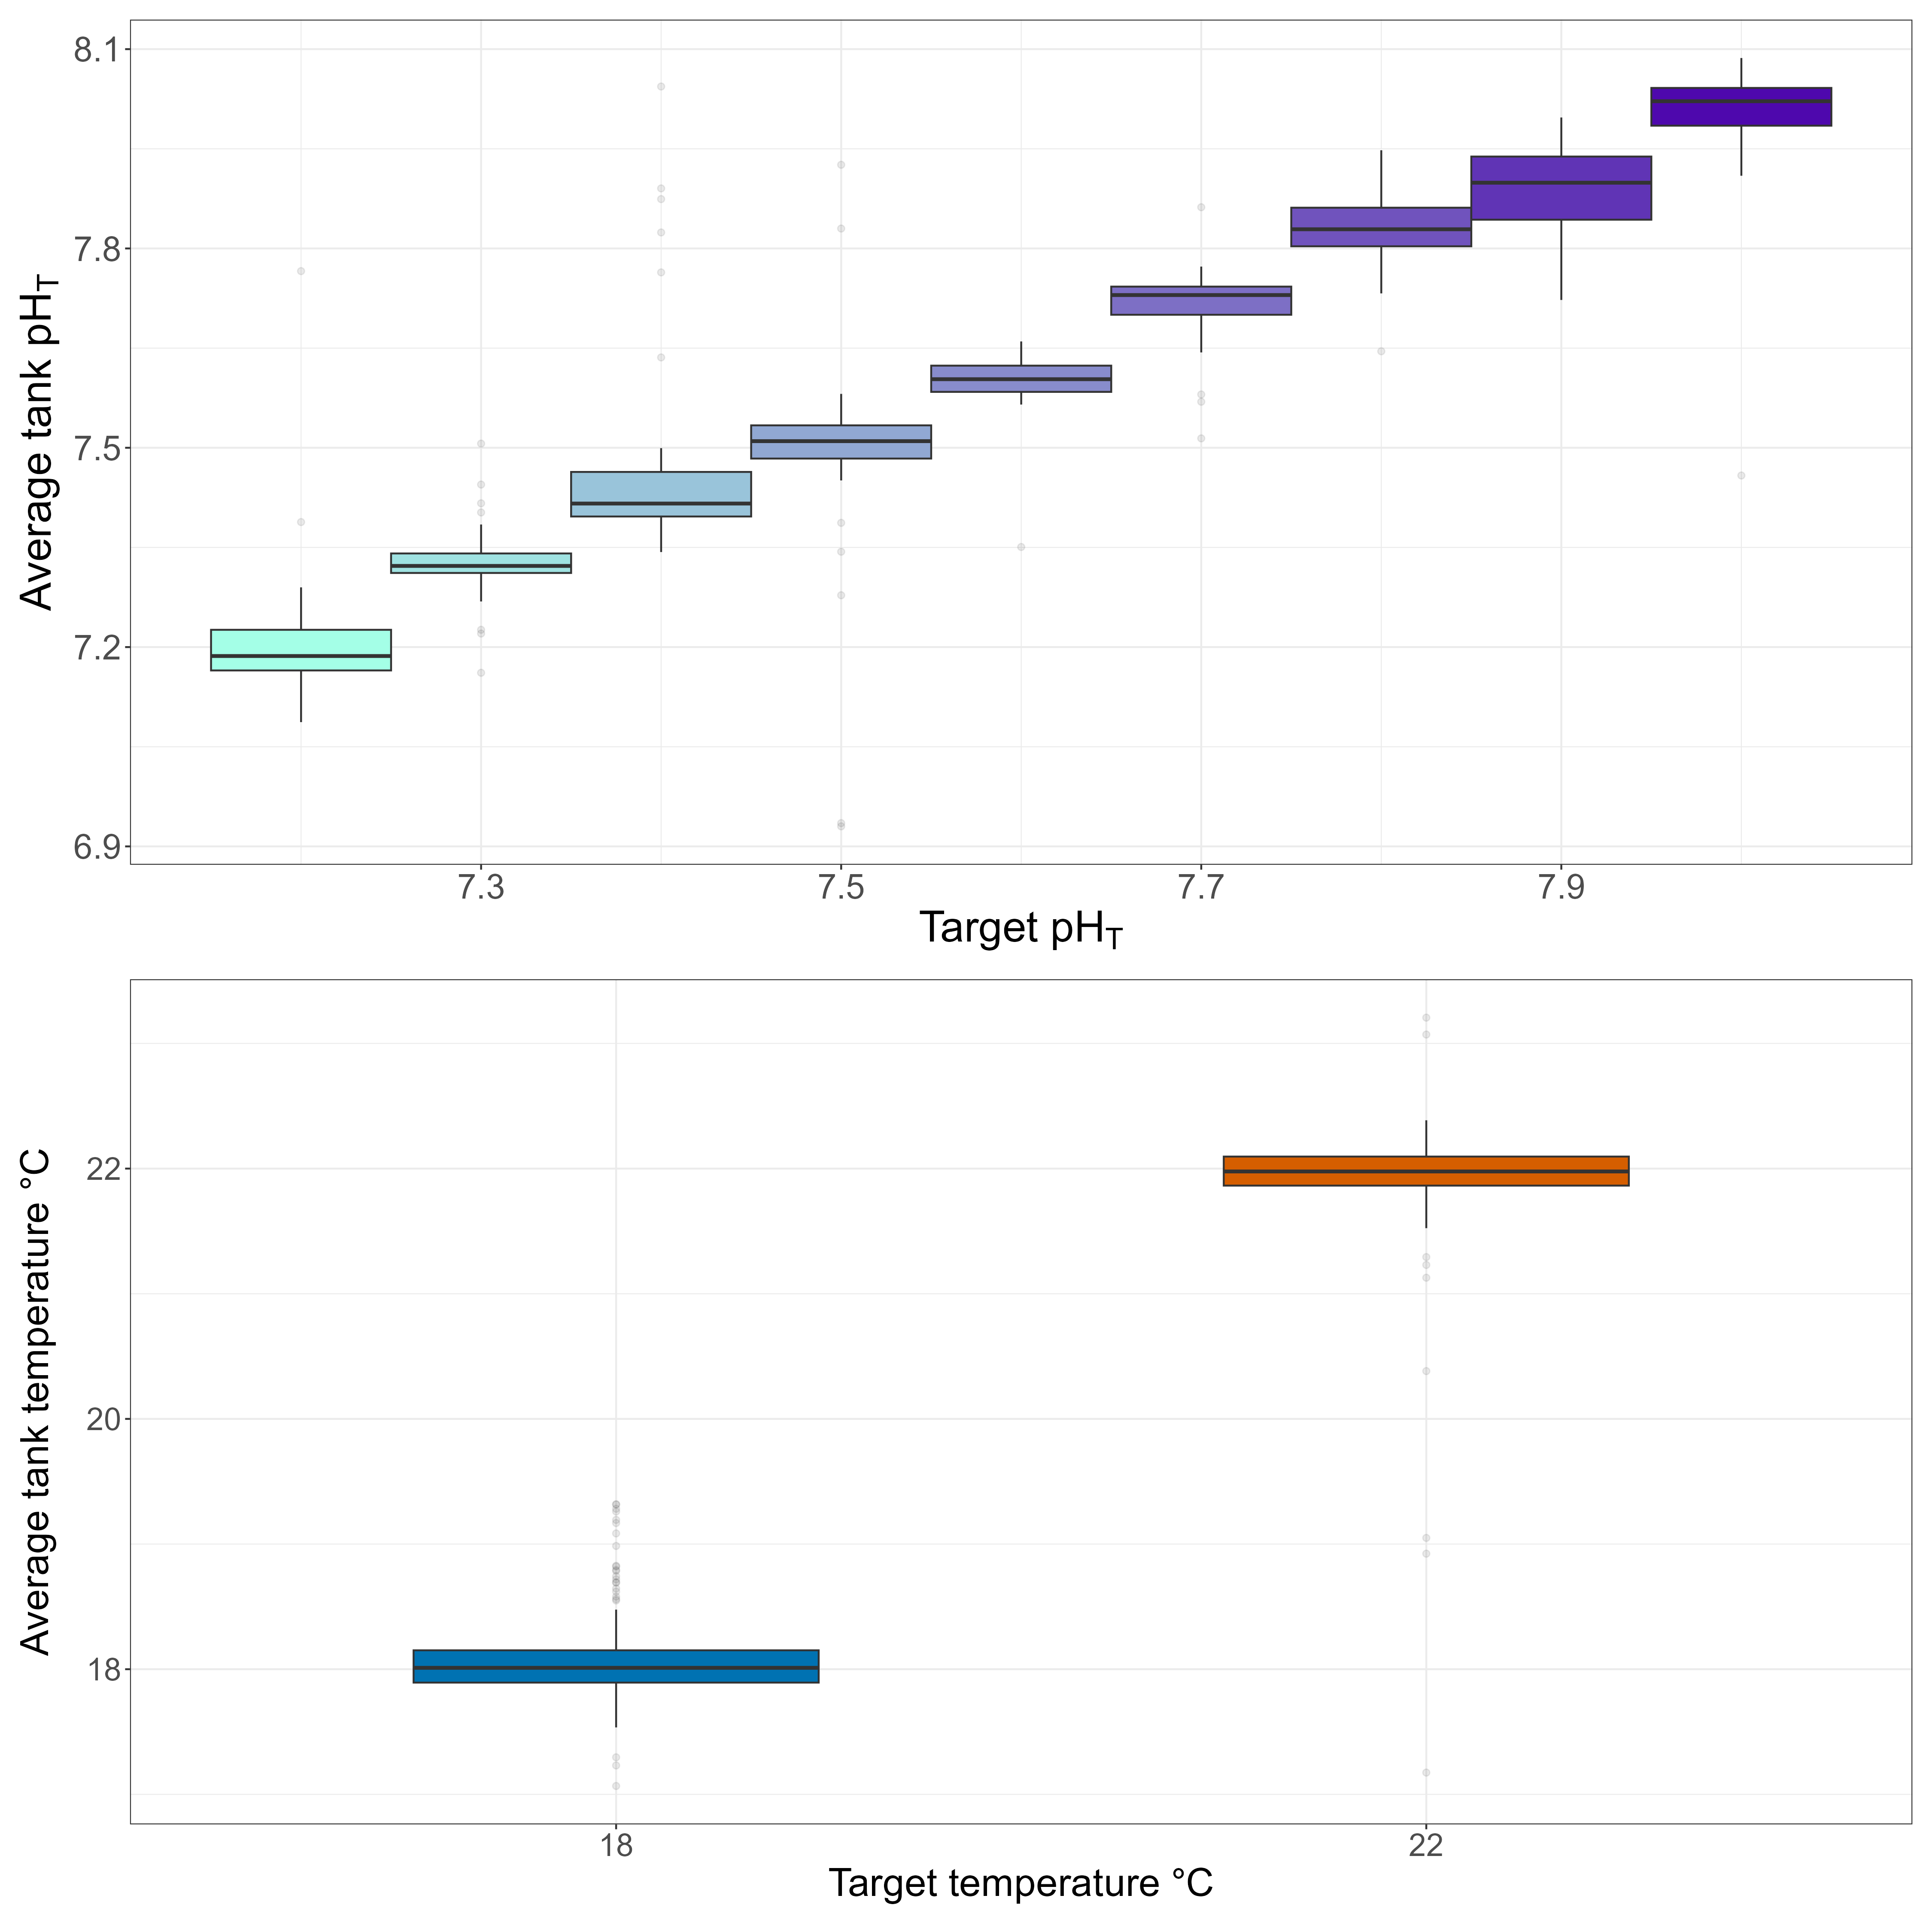 Average tank pHT
8.1
7.8
7.5
7.2
6.9
7.3 7.5 7.7 7.9
Target pHT
Average tank temperature °C
22
20
18
18 22
Target temperature °C